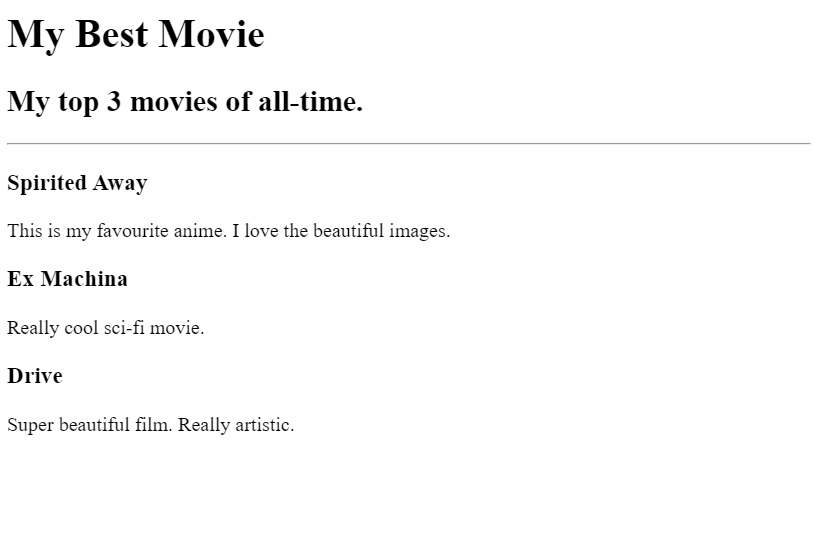 My Best Movie
My top 3 movies of all-time.
Spirited Away
This is my favourite anime. I love the beautiful images.
Ex Machina
Really cool sci-fi movie.
Drive
Super beautiful film. Really artistic.